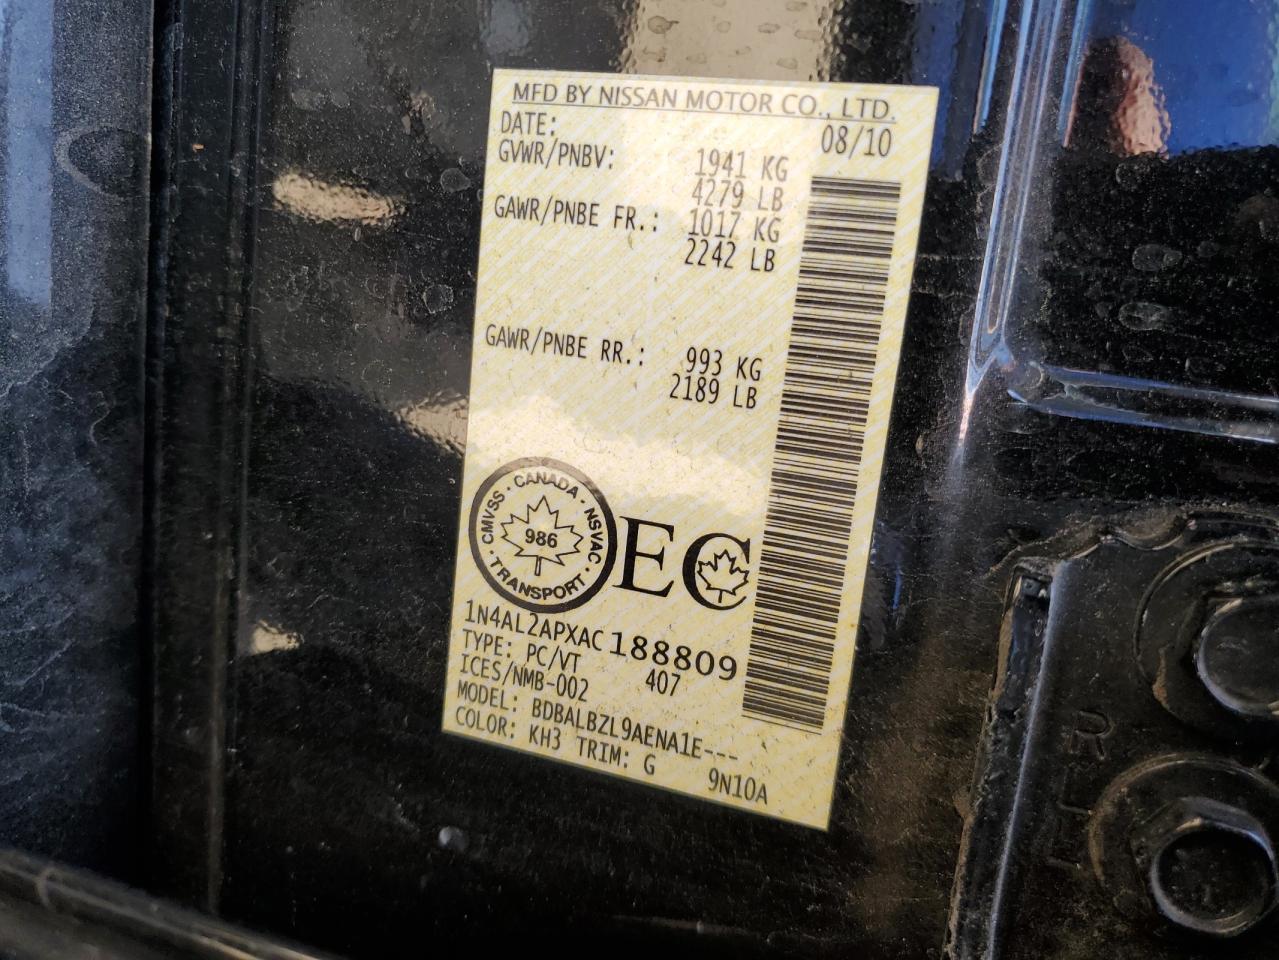 MFD BY NISSAN MOTOR CO., LTD.
DATE: 08/10
GVWR/PNBV: 1941 KG
4279 LB
GAWR/PNBE FR.: 1017 KG
2242 LB
GAWR/PNBE RR.: 993 KG
2189 LB
CMVSS · CANADA · NSVAC · TRANSPORT ·
986
EC
1N4AL2APXAC188809
TYPE: PC/VT 407
ICES/NMB-002
MODEL: BDBALBZL9AENA1E---
COLOR: KH3 TRIM: G 9N10A